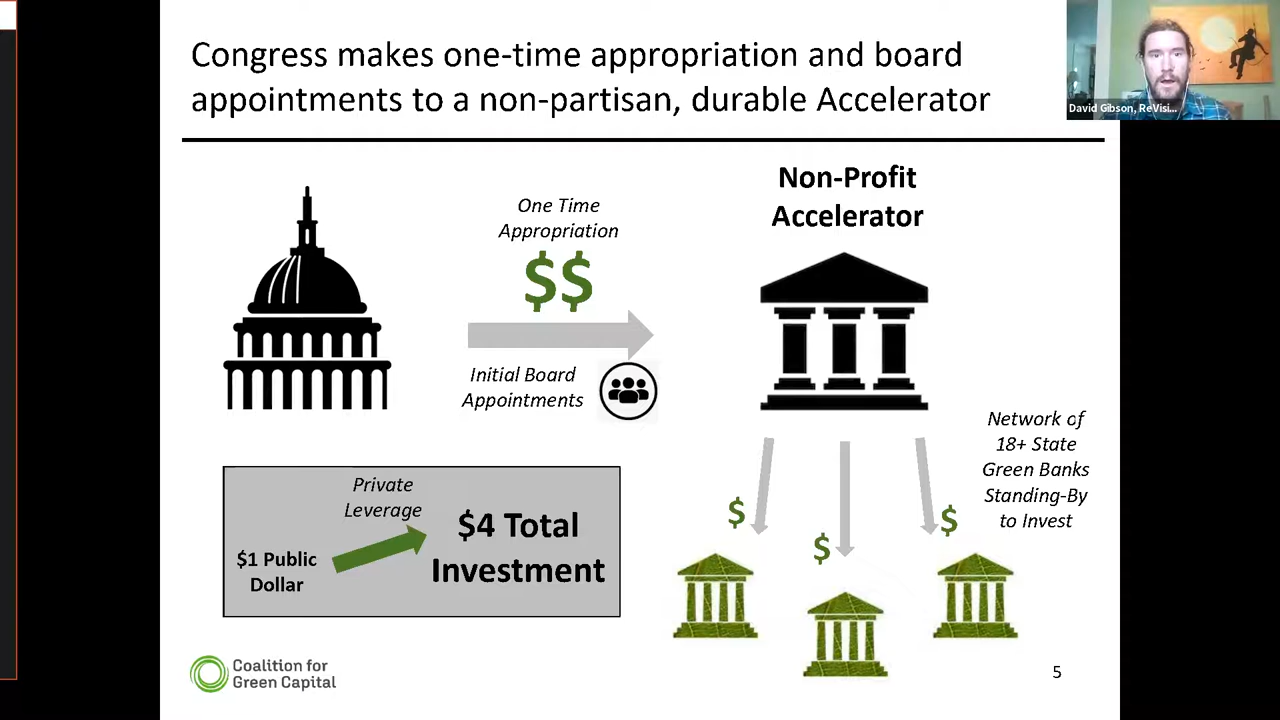 Congress makes one-time appropriation and board
appointments to a non-partisan, durable Accelerator
David Gibson, ReVisi...
Non-Profit
Accelerator
One Time
Appropriation
$$
Initial Board
Appointments
Network of
18+ State
Green Banks
Standing-By
to Invest
$
$
$
Private
Leverage
$1 Public
Dollar
$4 Total
Investment
Coalition for
Green Capital
5